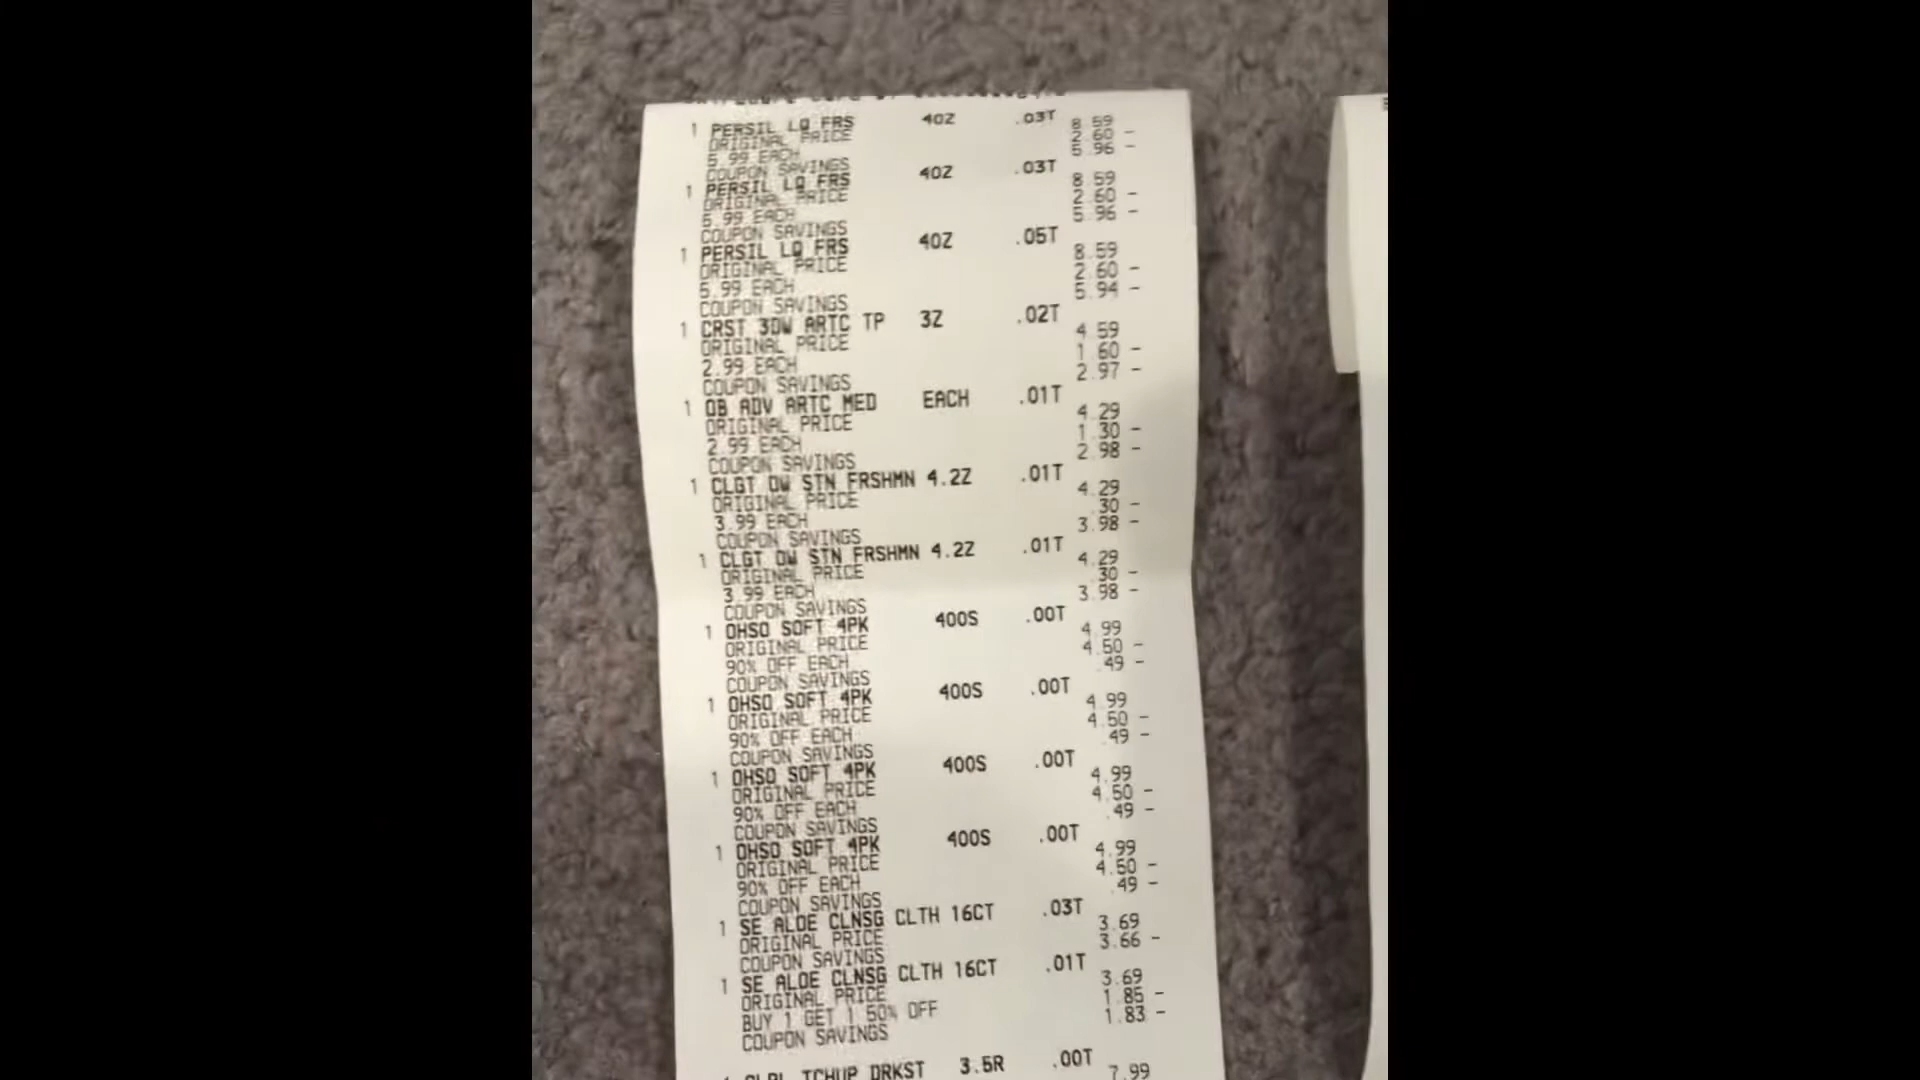 1 PERSIL LQ FRS 40Z .03T
ORIGINAL PRICE 8.59
5.99 EACH 2.60 -
COUPON SAVINGS 5.96 -
1 PERSIL LQ FRS 40Z .03T
ORIGINAL PRICE 8.59
5.99 EACH 2.60 -
COUPON SAVINGS 5.96 -
1 PERSIL LQ FRS 40Z .05T
ORIGINAL PRICE 8.59
5.99 EACH 2.60 -
COUPON SAVINGS 5.94 -
1 CRST 3DW ARTC TP 3Z .02T
ORIGINAL PRICE 4.59
2.99 EACH 1.60 -
COUPON SAVINGS 2.97 -
1 OB ADV ARTC MED EACH .01T
ORIGINAL PRICE 4.29
2.99 EACH 1.30 -
COUPON SAVINGS 2.98 -
1 CLGT OW STN FRSHMN 4.2Z .01T
ORIGINAL PRICE 4.29
3.99 EACH .30 -
COUPON SAVINGS 3.98 -
1 CLGT OW STN FRSHMN 4.2Z .01T
ORIGINAL PRICE 4.29
3.99 EACH .30 -
COUPON SAVINGS 3.98 -
1 OHSO SOFT 4PK 400S .00T
ORIGINAL PRICE 4.99
90% OFF EACH 4.50 -
COUPON SAVINGS .49 -
1 OHSO SOFT 4PK 400S .00T
ORIGINAL PRICE 4.99
90% OFF EACH 4.50 -
COUPON SAVINGS .49 -
1 OHSO SOFT 4PK 400S .00T
ORIGINAL PRICE 4.99
90% OFF EACH 4.50 -
COUPON SAVINGS .49 -
1 OHSO SOFT 4PK 400S .00T
ORIGINAL PRICE 4.99
90% OFF EACH 4.50 -
COUPON SAVINGS .49 -
1 SE ALOE CLNSG CLTH 16CT .03T
ORIGINAL PRICE 3.69
COUPON SAVINGS 3.66 -
1 SE ALOE CLNSG CLTH 16CT .01T
ORIGINAL PRICE 3.69
BUY 1 GET 1 50% OFF 1.85 -
COUPON SAVINGS 1.83 -
TCHUP DRKST 3.5R .00T
7.99